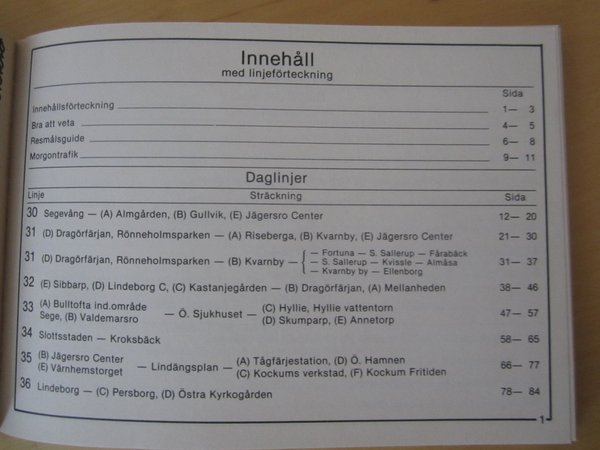 Innehåll
med linjeförteckning
Sida
Innehållsförteckning 1— 3
Bra att veta 4— 5
Resmålsguide 6— 8
Morgontrafik 9— 11
Daglinjer
Linje Sträckning Sida
30 Segevång — (A) Almgården, (B) Gullvik, (E) Jägersro Center 12— 20
31 (D) Dragörfärjan, Rönneholmsparken — (A) Riseberga, (B) Kvarnby, (E) Jägersro Center 21— 30
— Fortuna — S. Sallerup — Fårabäck
31 (D) Dragörfärjan, Rönneholmsparken — (B) Kvarnby — { — S. Sallerup — Kvissle — Almåsa 31— 37
— Kvarnby by — Ellenborg
32 (E) Sibbarp, (D) Lindeborg C, (C) Kastanjegården — (B) Dragörfärjan, (A) Mellanheden 38— 46
33 (A) Bulltofta ind.område — Ö. Sjukhuset — (C) Hyllie, Hyllie vattentorn 47— 57
Sege, (B) Valdemarsro (D) Skumparp, (E) Annetorp
34 Slottsstaden — Kroksbäck 58— 65
35 (B) Jägersro Center — Lindängsplan — (A) Tågfärjestation, (D) Ö. Hamnen 66— 77
(E) Värnhemstorget (C) Kockums verkstad, (F) Kockum Fritiden
36 Lindeborg — (C) Persborg, (D) Östra Kyrkogården 78— 84
1